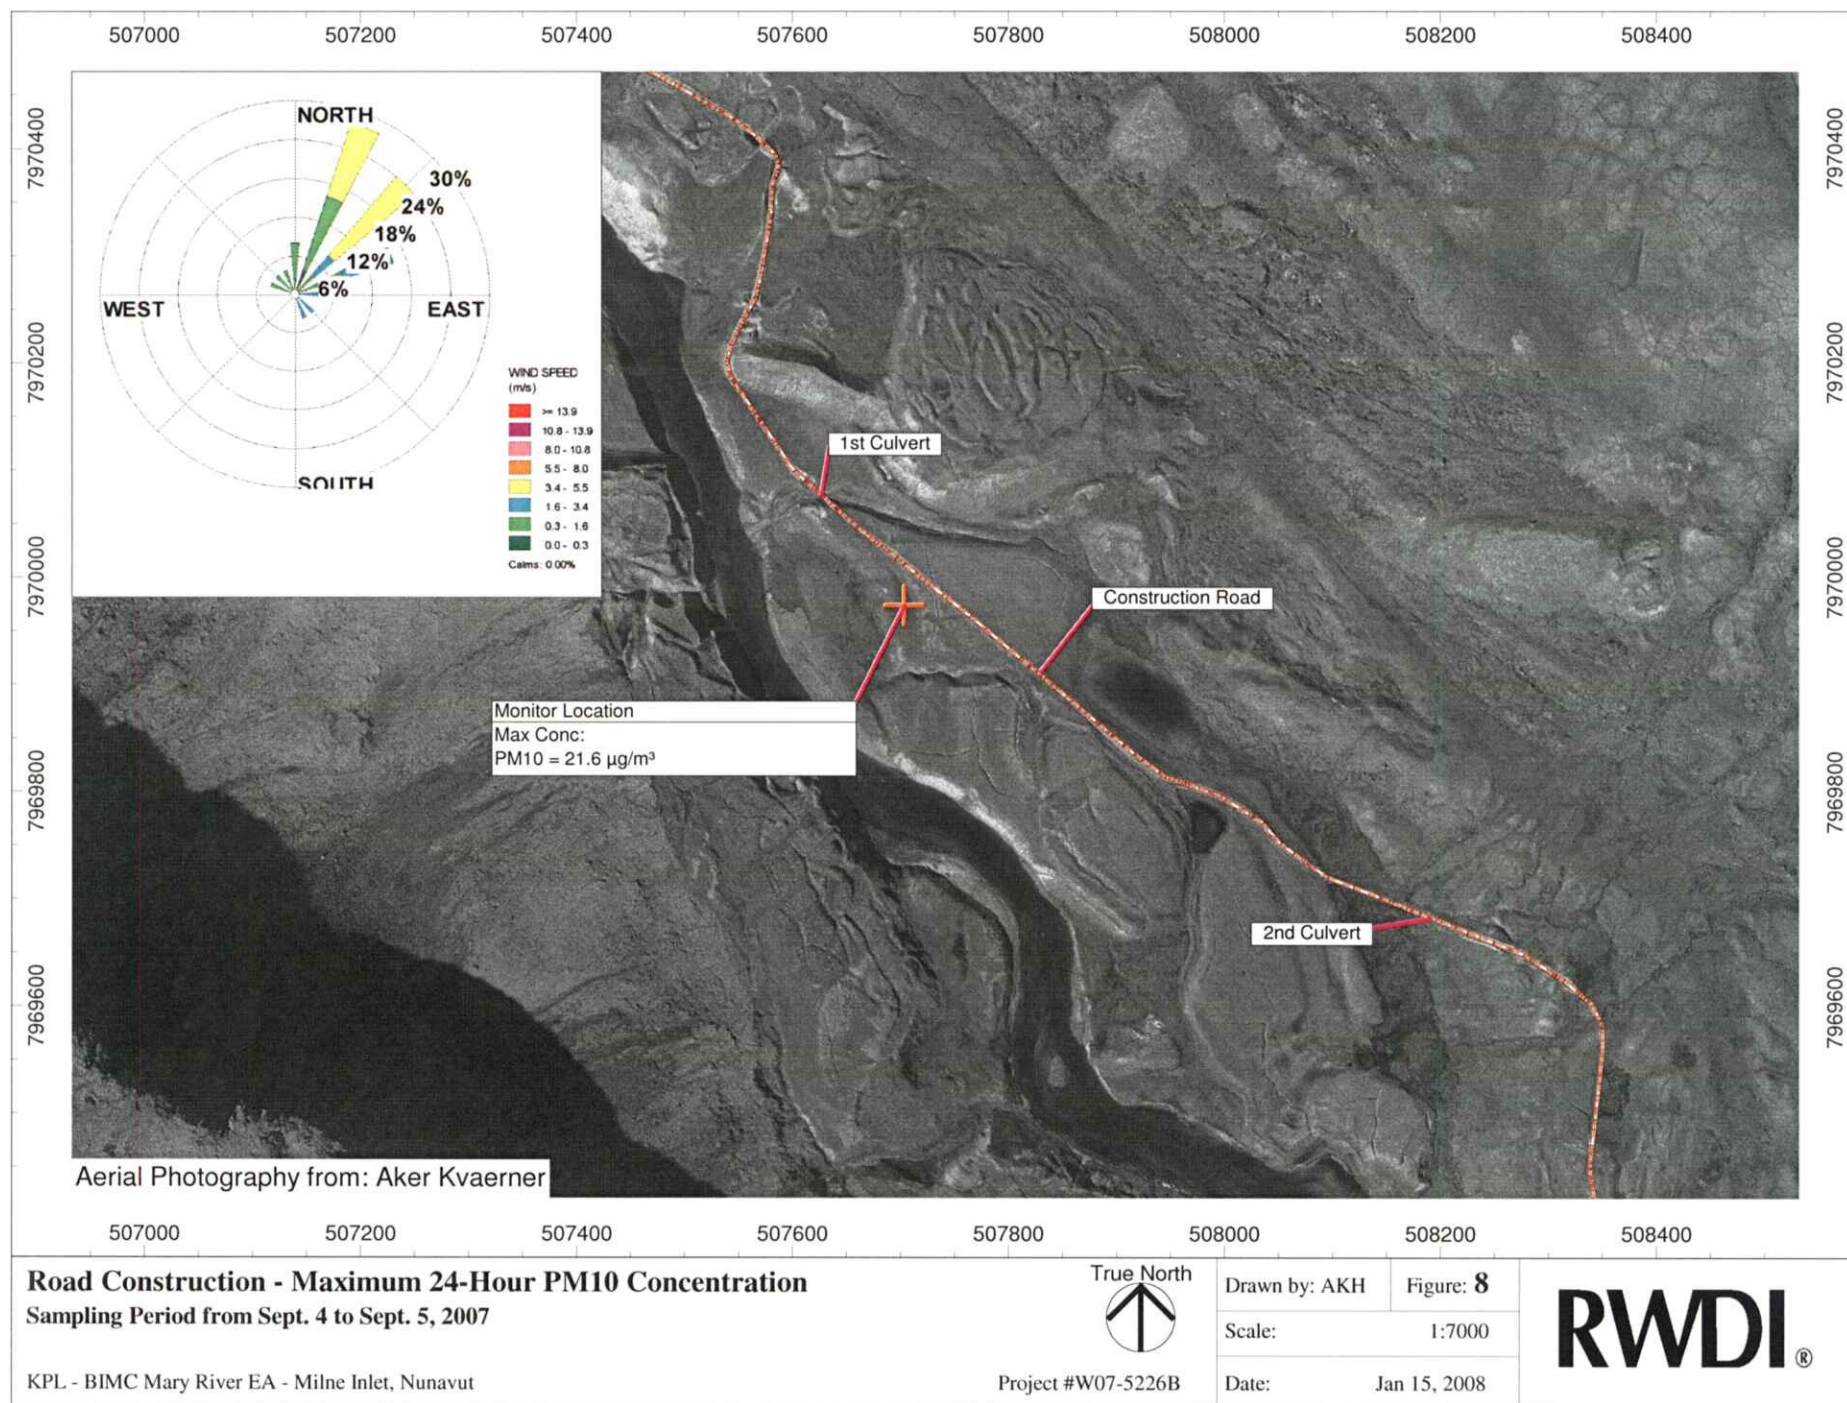 507000 507200 507400 507600 507800 508000 508200 508400
7970400
7970200
7970000
7969800
7969600
7970400
7970200
7970000
7969800
7969600
NORTH
30%
24%
18%
12%
6%
WEST
EAST
SOUTH
WIND SPEED
(m/s)
>= 13.9
10.8 - 13.9
8.0 - 10.8
5.5 - 8.0
3.4 - 5.5
1.6 - 3.4
0.3 - 1.6
0.0 - 0.3
Calms: 0.00%
1st Culvert
Construction Road
Monitor Location
Max Conc:
PM10 = 21.6 µg/m³
2nd Culvert
Aerial Photography from: Aker Kvaerner
507000 507200 507400 507600 507800 508000 508200 508400
Road Construction - Maximum 24-Hour PM10 Concentration
Sampling Period from Sept. 4 to Sept. 5, 2007
KPL - BIMC Mary River EA - Milne Inlet, Nunavut
True North
Project #W07-5226B
Drawn by: AKH Figure: 8
Scale: 1:7000
Date: Jan 15, 2008
RWDI®